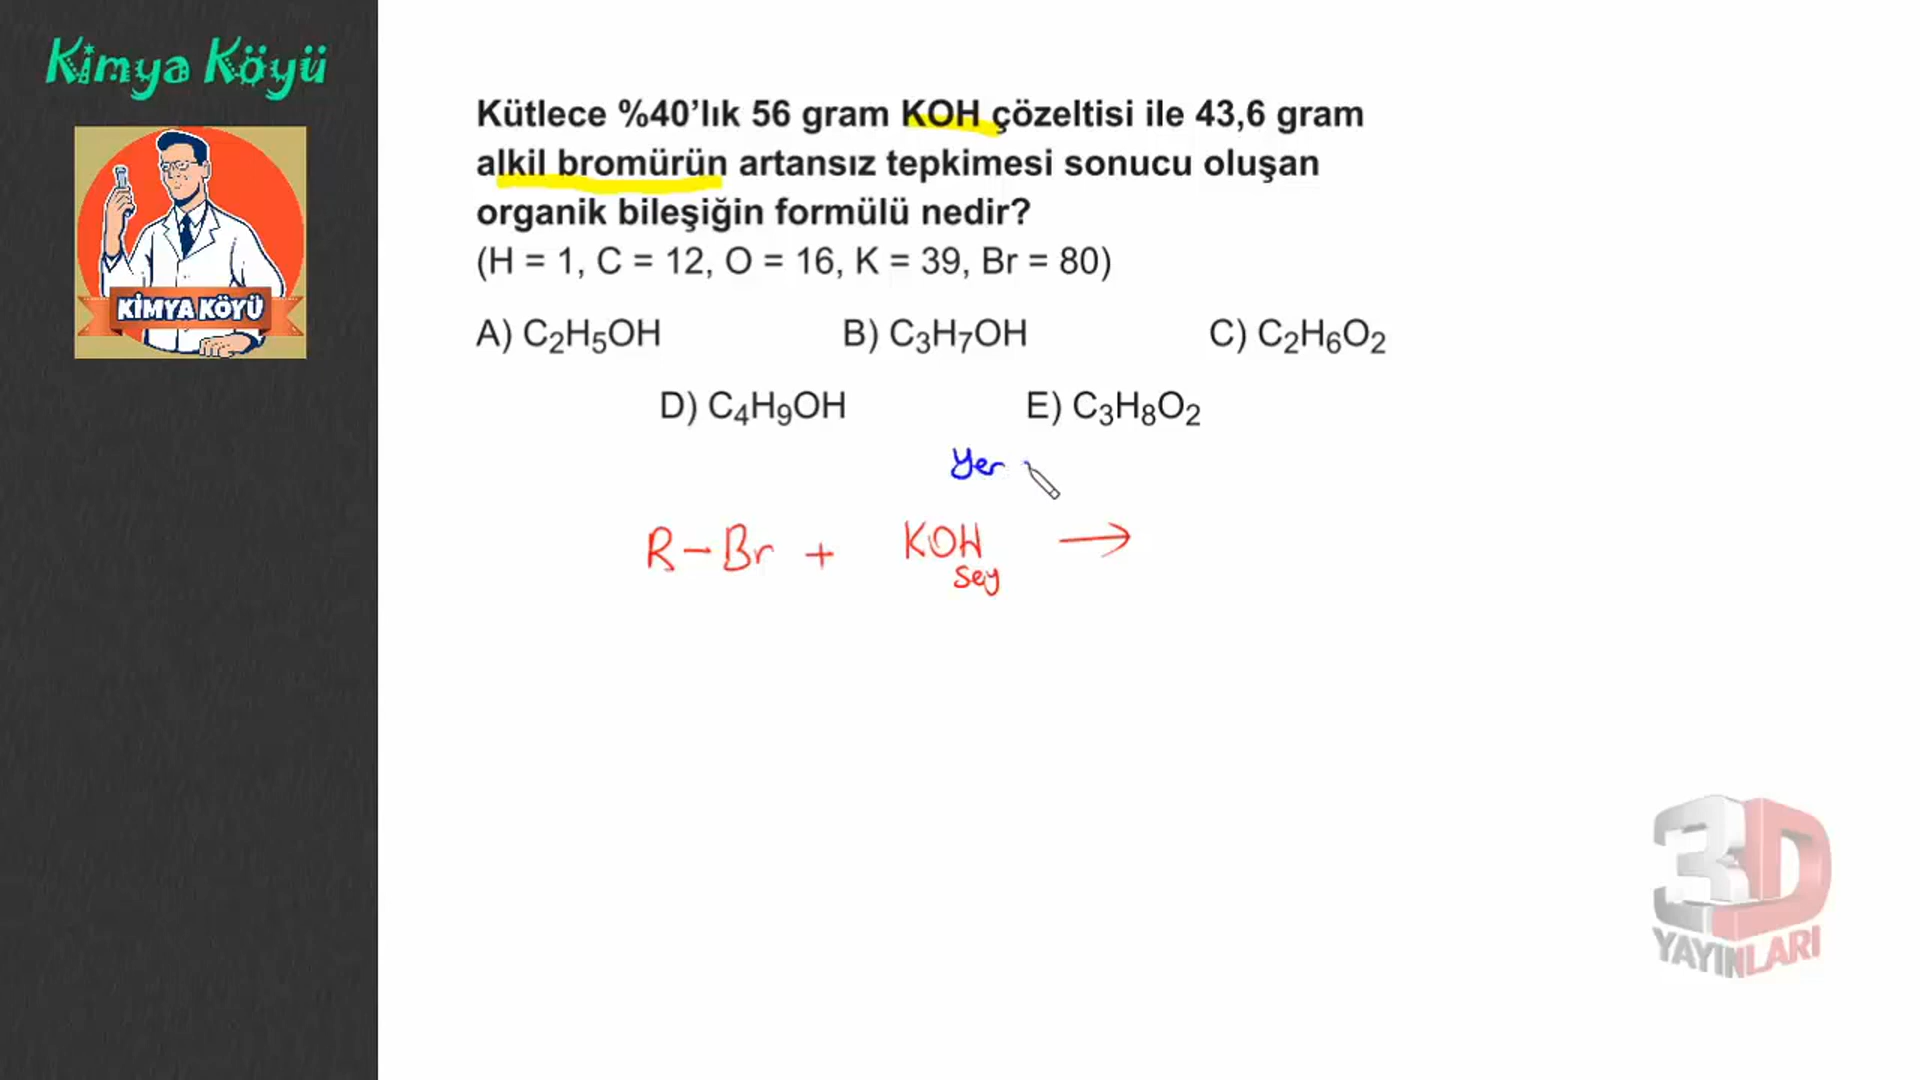 Kimya Köyü
KİMYA KÖYÜ
Kütlece %40’lık 56 gram KOH çözeltisi ile 43,6 gram
alkil bromürün artansız tepkimesi sonucu oluşan
organik bileşiğin formülü nedir?
(H = 1, C = 12, O = 16, K = 39, Br = 80)
A) C₂H₅OH B) C₃H₇OH C) C₂H₆O₂
D) C₄H₉OH E) C₃H₈O₂
Yer
R-Br + KOH →
Sey
3D
YAYINLARI